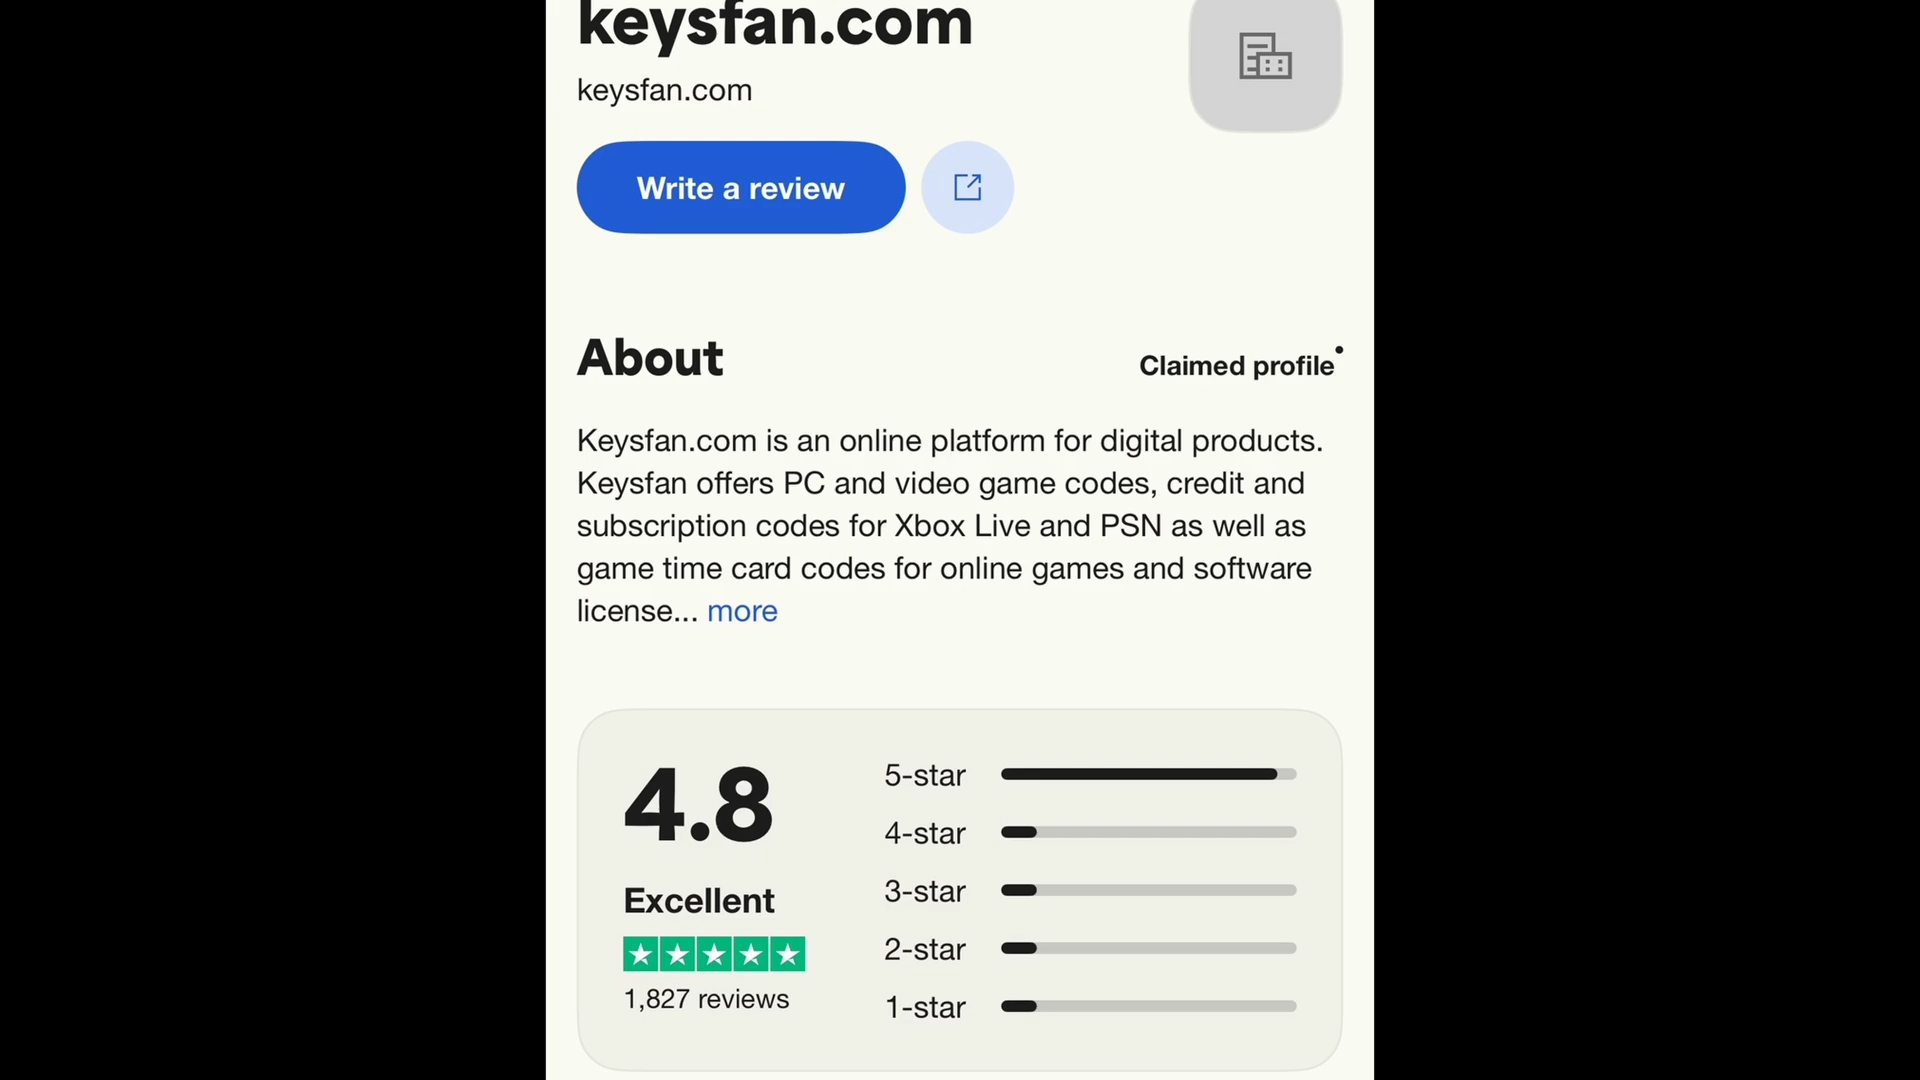 keysfan.com
keysfan.com
Write a review
About
Claimed profile
Keysfan.com is an online platform for digital products.
Keysfan offers PC and video game codes, credit and
subscription codes for Xbox Live and PSN as well as
game time card codes for online games and software
license... more
4.8
Excellent
1,827 reviews
5-star
4-star
3-star
2-star
1-star